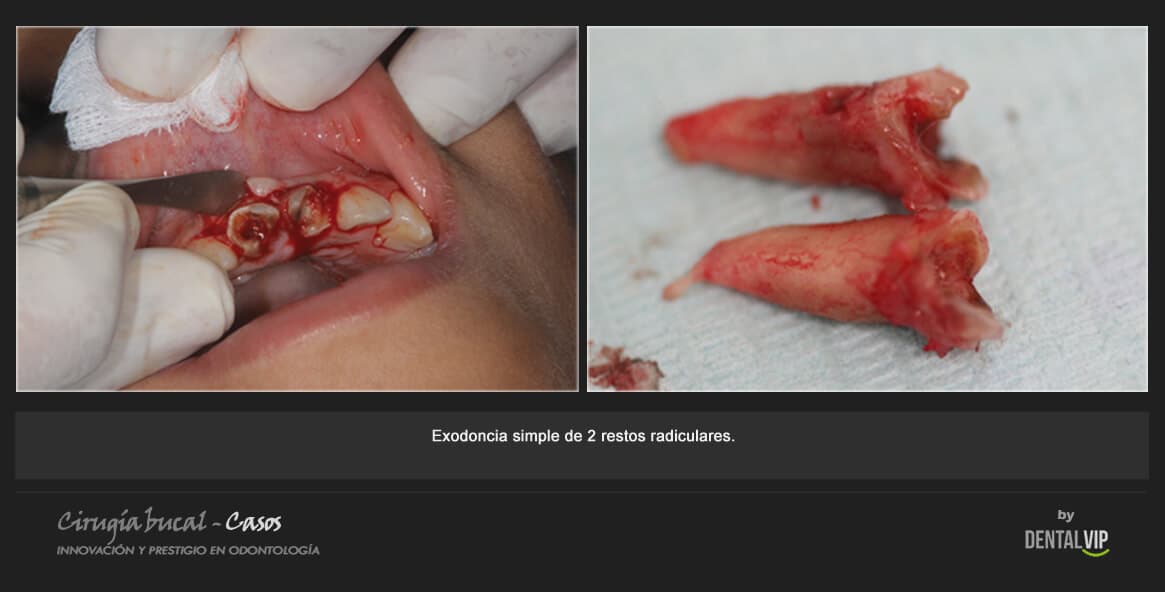 Exodoncia simple de 2 restos radiculares.
Cirugía bucal - Casos
INNOVACIÓN Y PRESTIGIO EN ODONTOLOGÍA
by
DENTALVIP